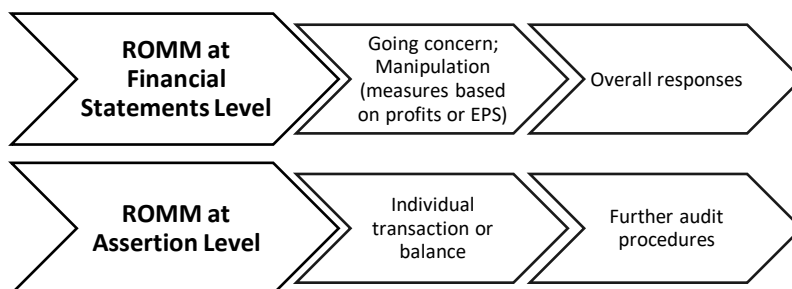 ROMM at
Financial
Statements Level
Going concern;
Manipulation
(measures based
on profits or EPS)
Overall responses
ROMM at
Assertion Level
Individual
transaction or
balance
Further audit
procedures